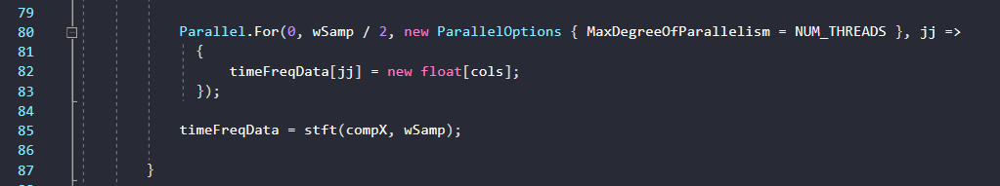 79
80 Parallel.For(0, wSamp / 2, new ParallelOptions { MaxDegreeOfParallelism = NUM_THREADS }, jj =>
81 {
82 timeFreqData[jj] = new float[cols];
83 });
84
85 timeFreqData = stft(compX, wSamp);
86
87 }